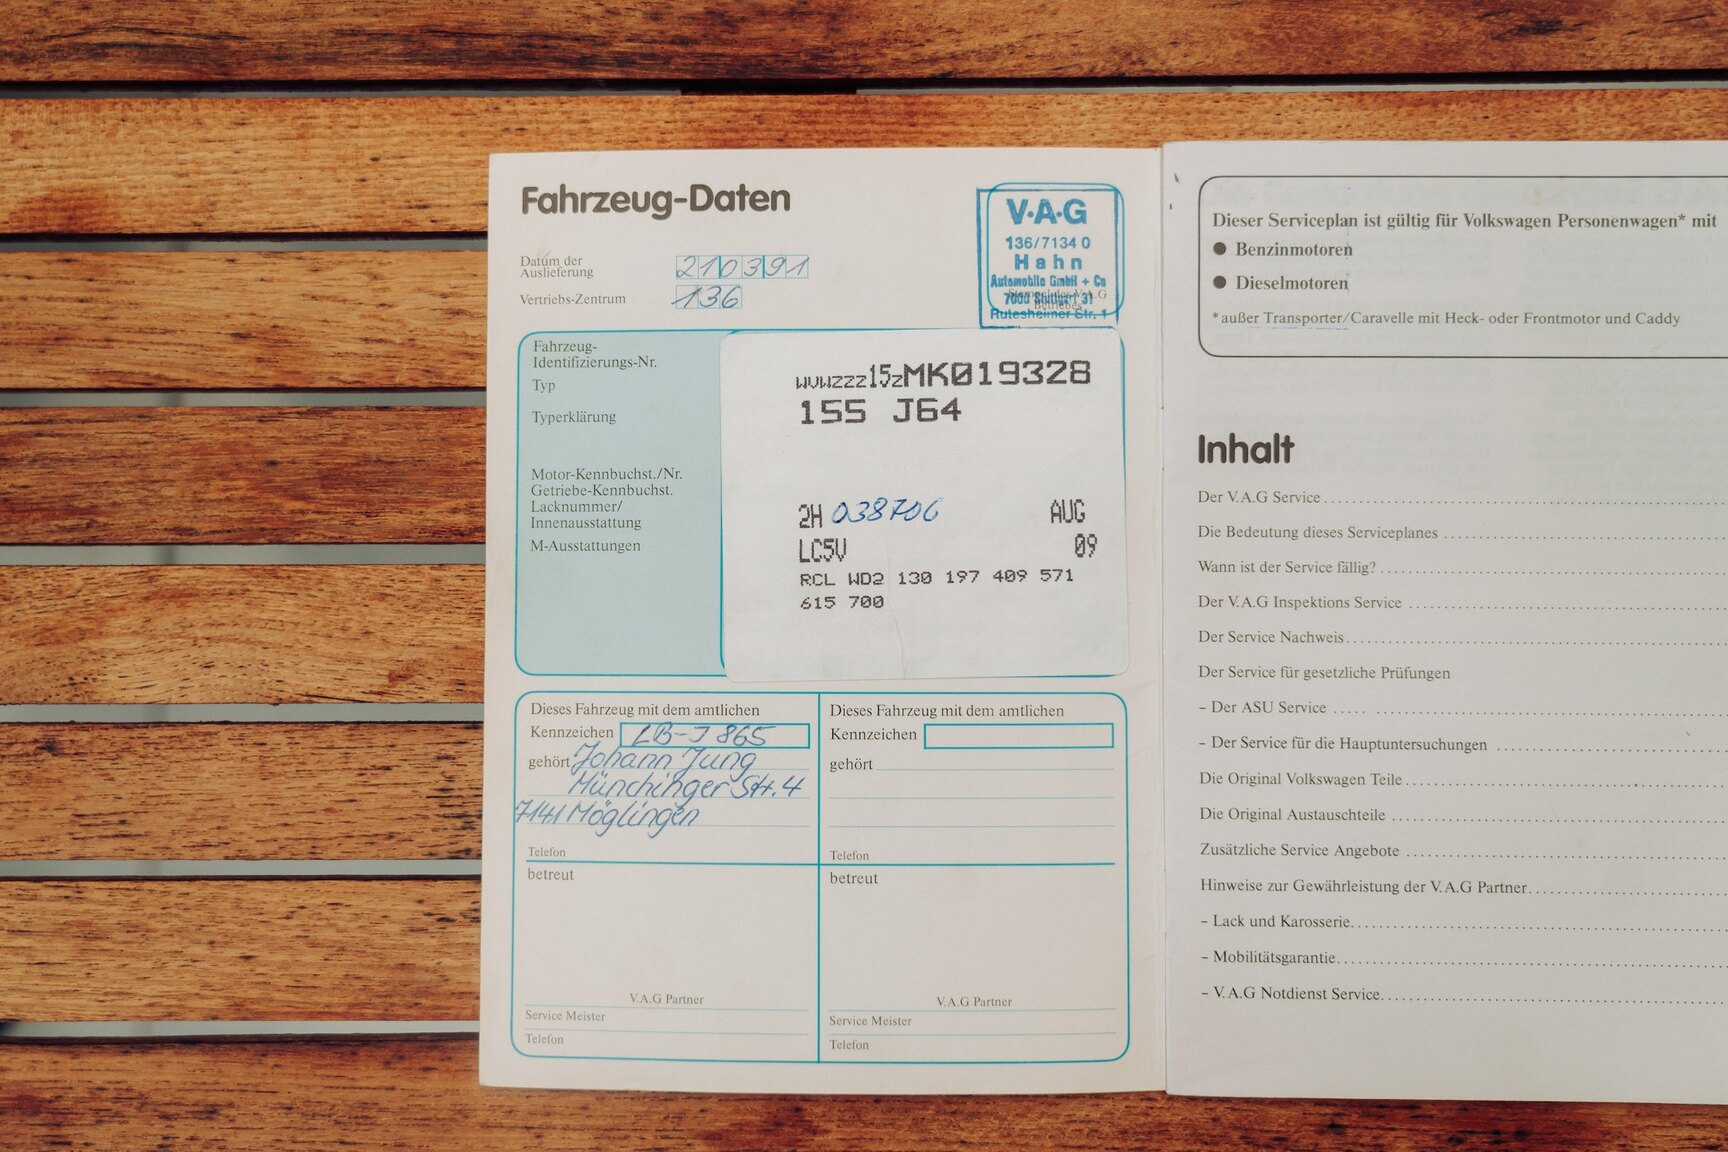 Fahrzeug-Daten
Datum der
Auslieferung 210391
Vertriebs-Zentrum 136
V·A·G
136/7134 0
Hahn
Automobile GmbH + Co
7000 Stuttgart 31
Rutesheimer Str. 1
Stempel des V.A.G
Betriebes
Fahrzeug-
Identifizierungs-Nr.
Typ
Typerklärung
Motor-Kennbuchst./Nr.
Getriebe-Kennbuchst.
Lacknummer/
Innenausstattung
M-Ausstattungen
WVWZZZ15ZMK019328
155 J64
2H 038706 AUG
LC5V 09
RCL WD2 130 197 409 571
615 700
Dieses Fahrzeug mit dem amtlichen
Kennzeichen LB-J 865
gehört Johann Jung
Münchinger Str. 4
7141 Möglingen
Telefon
betreut
V.A.G Partner
Service Meister
Telefon
Dieses Fahrzeug mit dem amtlichen
Kennzeichen
gehört
Telefon
betreut
V.A.G Partner
Service Meister
Telefon
Dieser Serviceplan ist gültig für Volkswagen Personenwagen* mit
● Benzinmotoren
● Dieselmotoren
*außer Transporter/Caravelle mit Heck- oder Frontmotor und Caddy
Inhalt
Der V.A.G Service
Die Bedeutung dieses Serviceplanes
Wann ist der Service fällig?
Der V.A.G Inspektions Service
Der Service Nachweis
Der Service für gesetzliche Prüfungen
– Der ASU Service
– Der Service für die Hauptuntersuchungen
Die Original Volkswagen Teile
Die Original Austauschteile
Zusätzliche Service Angebote
Hinweise zur Gewährleistung der V.A.G Partner
– Lack und Karosserie
– Mobilitätsgarantie
– V.A.G Notdienst Service